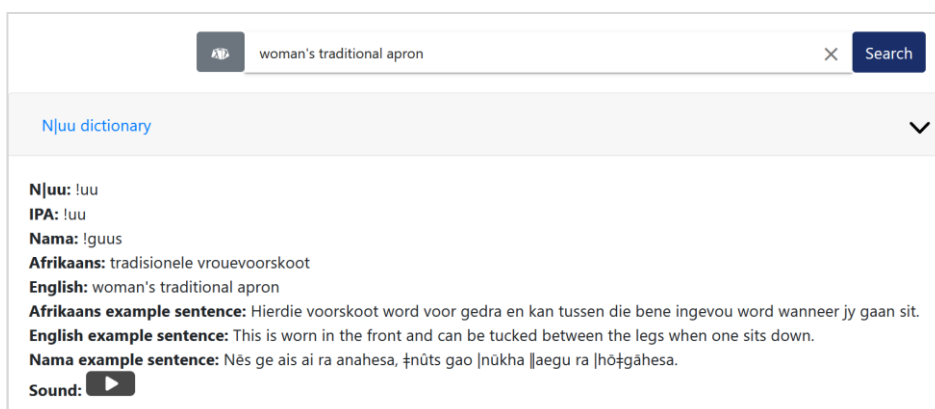 woman's traditional apron
Search
N|uu dictionary
N|uu: !uu
IPA: !uu
Nama: !guus
Afrikaans: tradisionele vrouevoorskoot
English: woman's traditional apron
Afrikaans example sentence: Hierdie voorskoot word voor gedra en kan tussen die bene ingevou word wanneer jy gaan sit.
English example sentence: This is worn in the front and can be tucked between the legs when one sits down.
Nama example sentence: Nēs ge ais ai ra anahesa, ǂnûts gao |nūkha ‖aegu ra |hōǂgāhesa.
Sound: